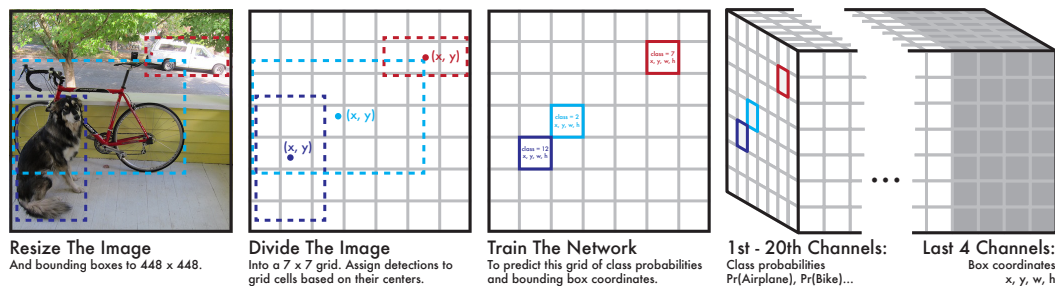 (x, y)
(x, y)
(x, y)
class = 7
x, y, w, h
class = 2
x, y, w, h
class = 12
x, y, w, h
...
Resize The Image
And bounding boxes to 448 x 448.
Divide The Image
Into a 7 x 7 grid. Assign detections to
grid cells based on their centers.
Train The Network
To predict this grid of class probabilities
and bounding box coordinates.
1st - 20th Channels:
Class probabilities
Pr(Airplane), Pr(Bike)...
Last 4 Channels:
Box coordinates
x, y, w, h